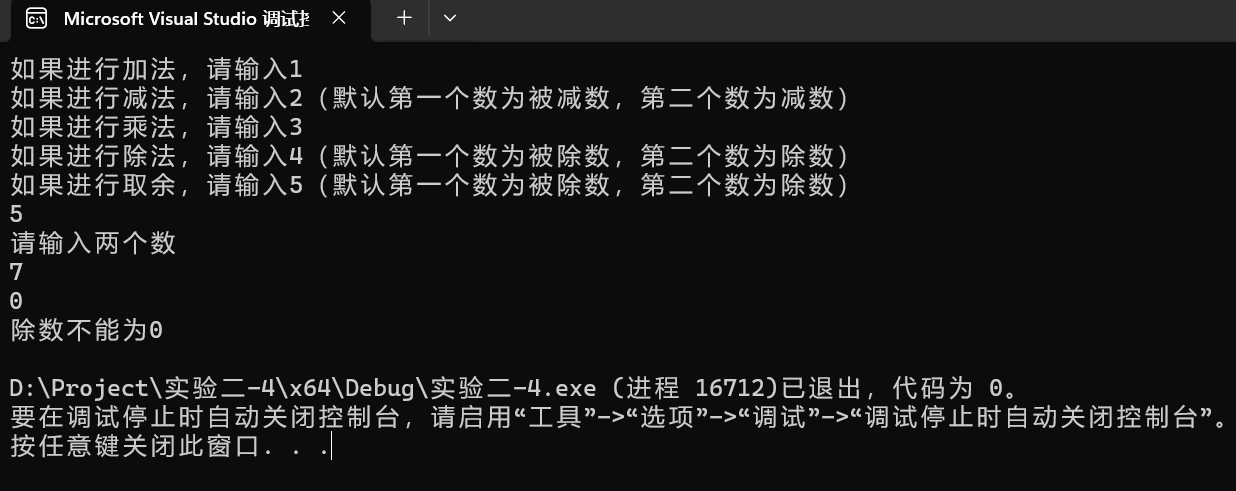 Microsoft Visual Studio 调试
如果进行加法，请输入1
如果进行减法，请输入2（默认第一个数为被减数，第二个数为减数）
如果进行乘法，请输入3
如果进行除法，请输入4（默认第一个数为被除数，第二个数为除数）
如果进行取余，请输入5（默认第一个数为被除数，第二个数为除数）
5
请输入两个数
7
0
除数不能为0
D:\Project\实验二-4\x64\Debug\实验二-4.exe (进程 16712)已退出，代码为 0。
要在调试停止时自动关闭控制台，请启用“工具”->“选项”->“调试”->“调试停止时自动关闭控制台”。
按任意键关闭此窗口. . .